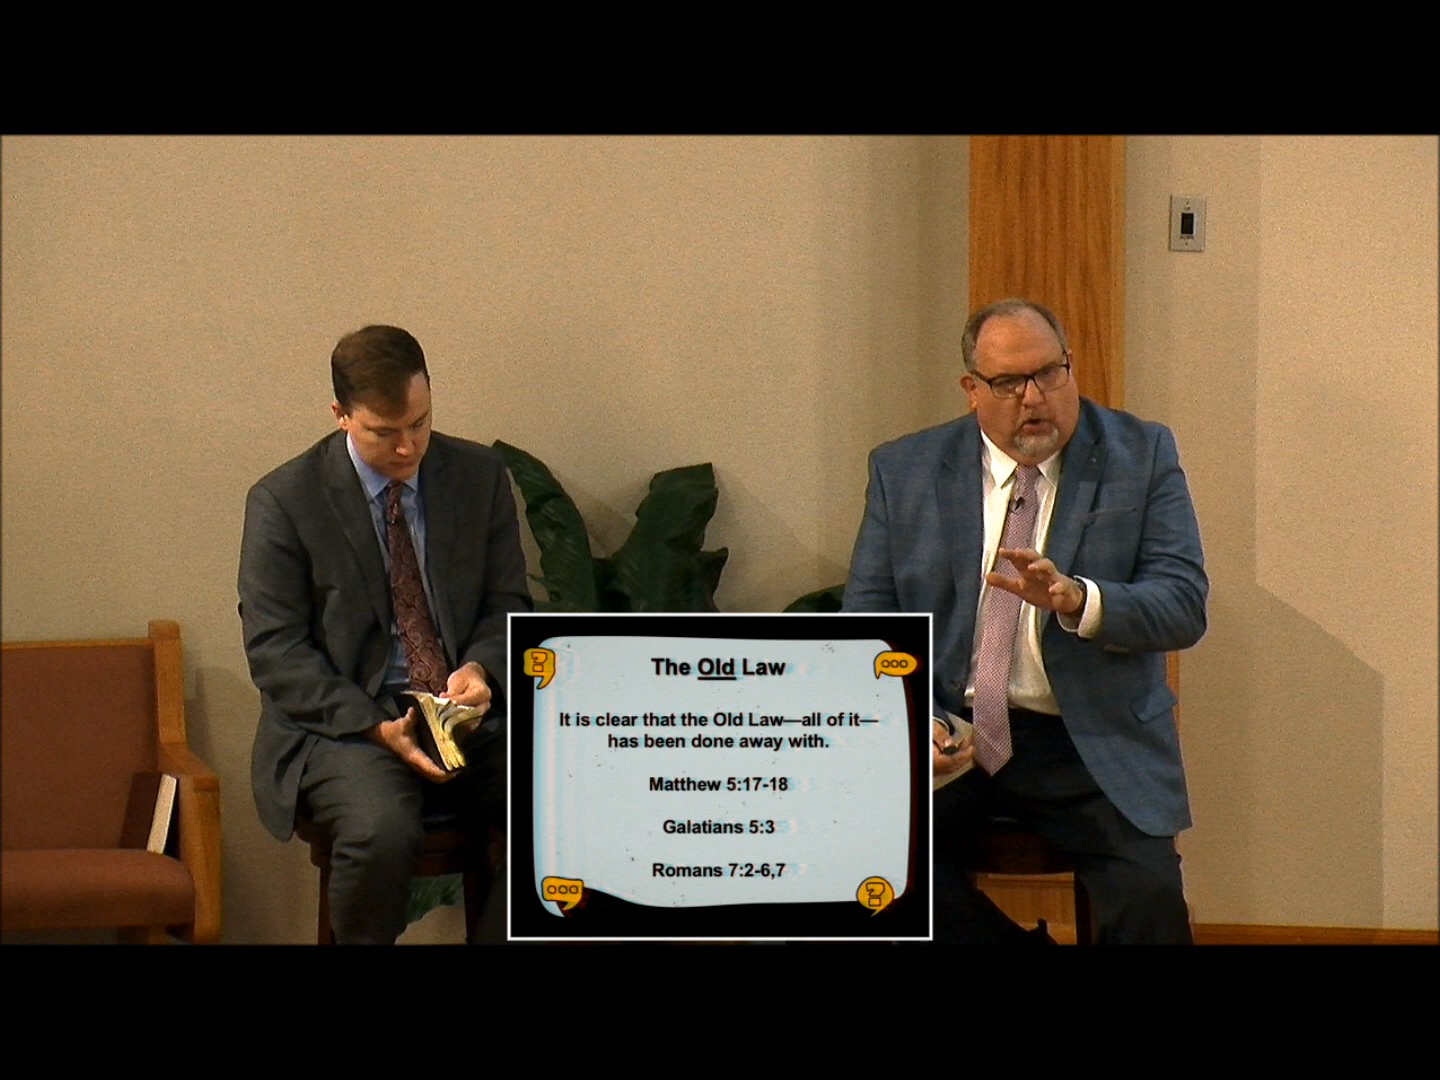 The Old Law
It is clear that the Old Law—all of it—
has been done away with.
Matthew 5:17-18
Galatians 5:3
Romans 7:2-6,7